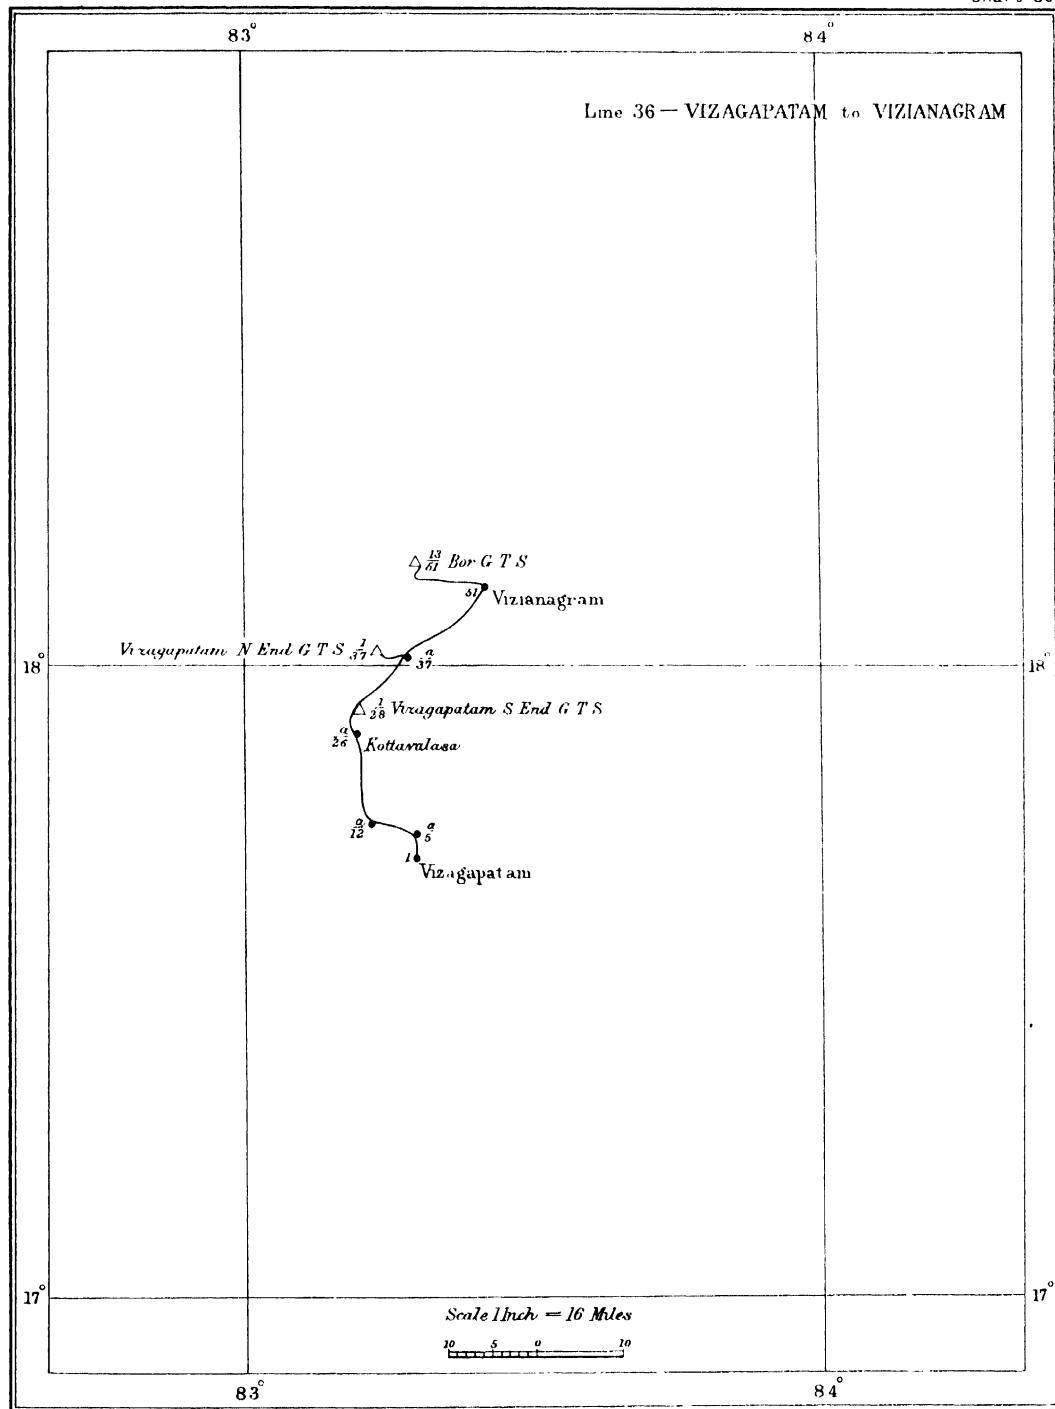 83° 84°
Line 36 — VIZAGAPATAM to VIZIANAGRAM
△ 13/51 Bor G T S
51 Vizianagram
Vizagapatam N End G T S 1/37 △
a/37
18° 18°
△ 1/28 Vizagapatam S End G T S
a/26 Kottavalasa
a/12 a/5
1 Vizagapatam
17° 17°
Scale 1 Inch = 16 Miles
10 5 0 10
83° 84°